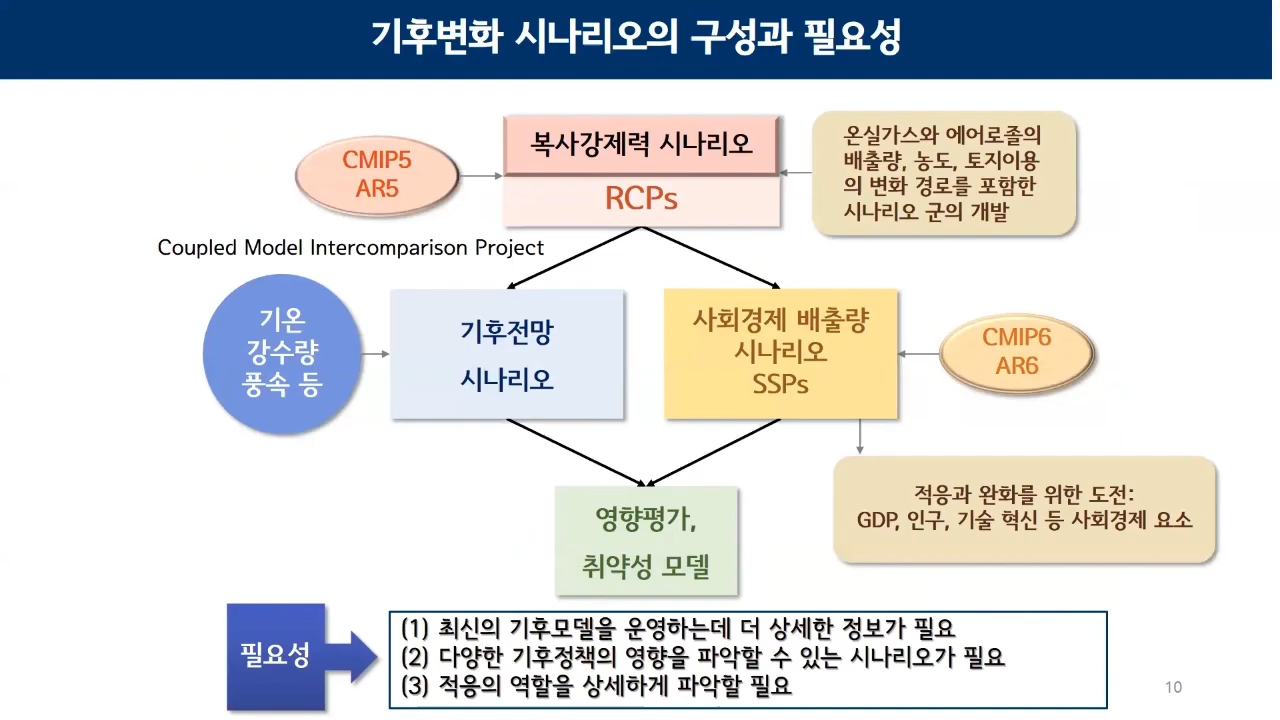 기후변화 시나리오의 구성과 필요성
CMIP5
AR5
복사강제력 시나리오
RCPs
온실가스와 에어로졸의
배출량, 농도, 토지이용
의 변화 경로를 포함한
시나리오 군의 개발
Coupled Model Intercomparison Project
기온
강수량
풍속 등
기후전망
시나리오
사회경제 배출량
시나리오
SSPs
CMIP6
AR6
영향평가,
취약성 모델
적응과 완화를 위한 도전:
GDP, 인구, 기술 혁신 등 사회경제 요소
필요성
(1) 최신의 기후모델을 운영하는데 더 상세한 정보가 필요
(2) 다양한 기후정책의 영향을 파악할 수 있는 시나리오가 필요
(3) 적응의 역할을 상세하게 파악할 필요
10